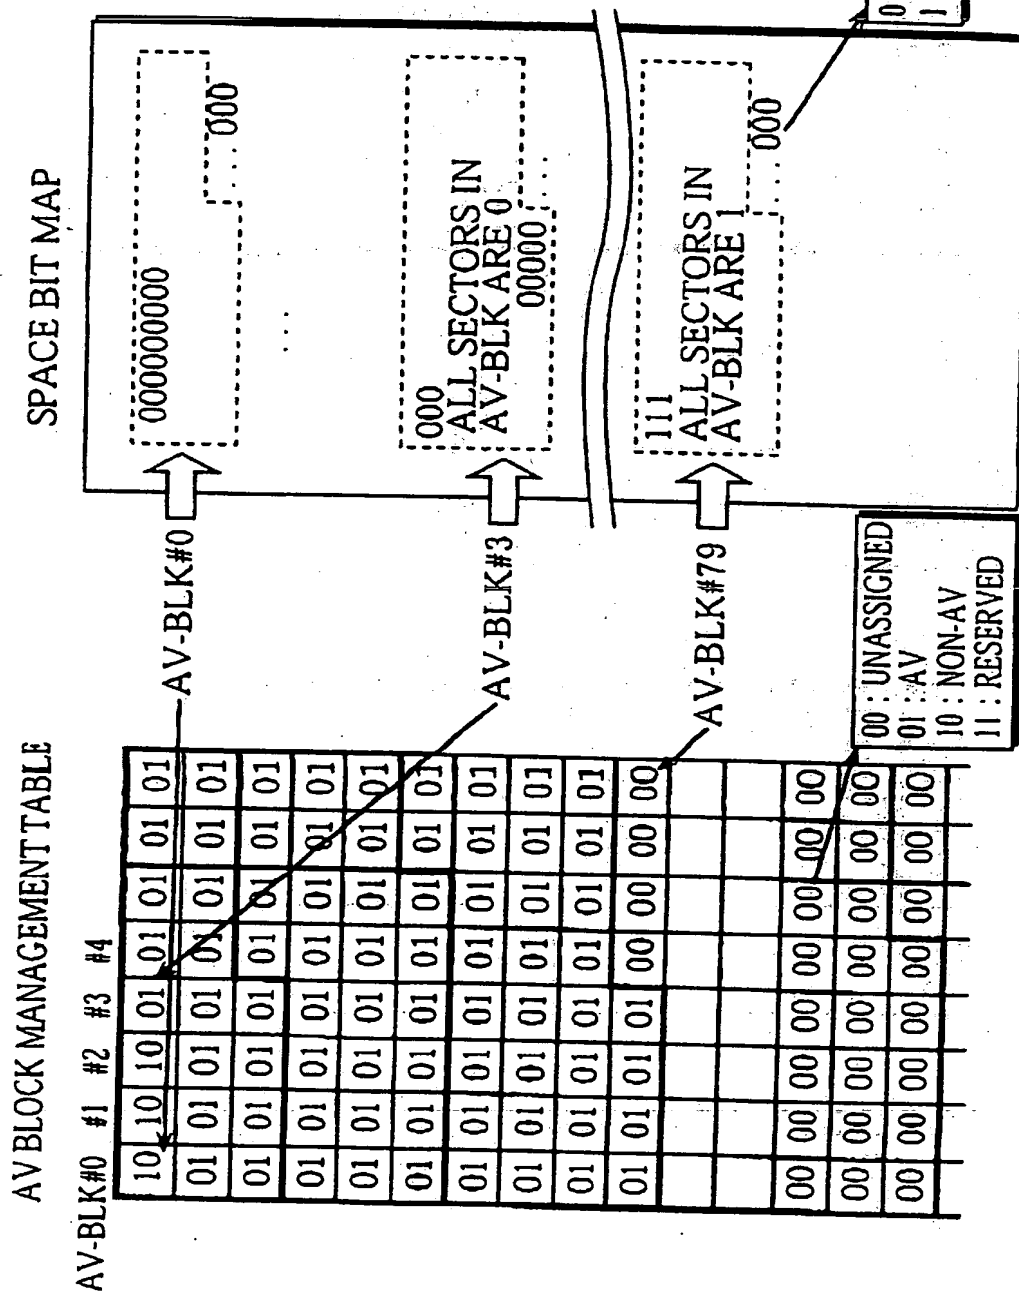 AV BLOCK MANAGEMENT TABLE
AV-BLK#0 #1 #2 #3 #4
10 10 10 01 01 01 01 01
01 01 01 01 01 01 01 01
01 01 01 01 01 01 01 01
01 01 01 01 01 01 01 01
01 01 01 01 01 01 01 01
01 01 01 01 01 01 01 01
01 01 01 01 01 01 01 01
01 01 01 01 01 01 01 01
01 01 01 01 01 01 01 01
01 01 01 01 00 00 00 00
00 00 00 00 00 00 00 00
00 00 00 00 00 00 00 00
00 00 00 00 00 00 00 00
00 : UNASSIGNED
01 : AV
10 : NON-AV
11 : RESERVED
AV-BLK#0
AV-BLK#3
AV-BLK#79
SPACE BIT MAP
000000000
..... 000
....
000
ALL SECTORS IN
AV-BLK ARE 0
00000 ....
111
ALL SECTORS IN
AV-BLK ARE 1
..... 000
0
1